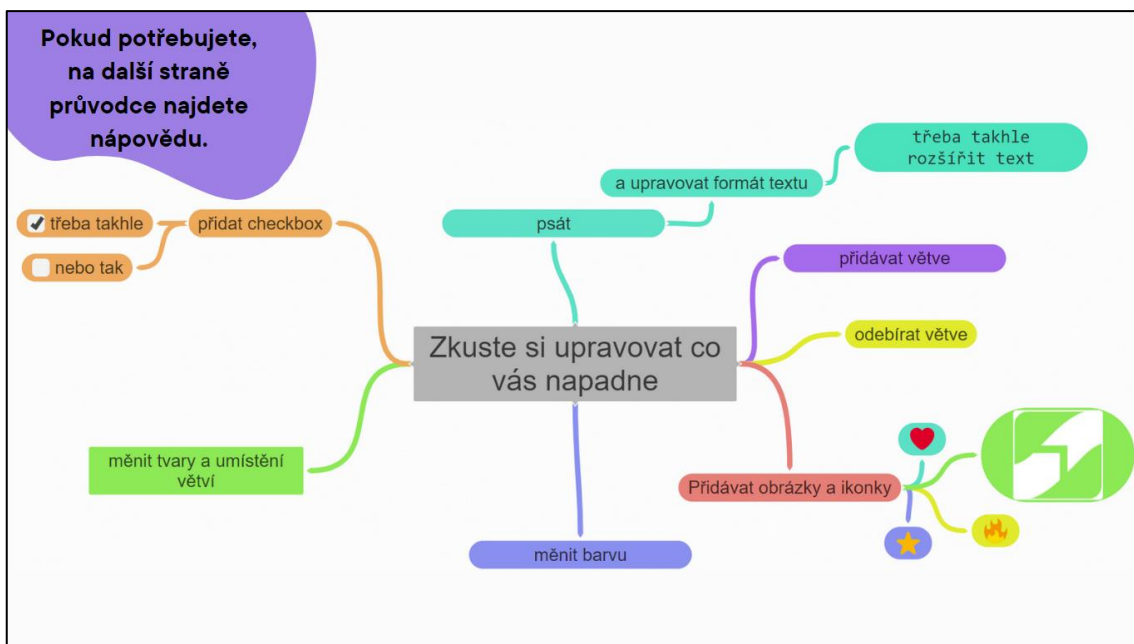 Pokud potřebujete,
na další straně
průvodce najdete
nápovědu.
třeba takhle
rozšířit text
a upravovat formát textu
psát
třeba takhle
přidat checkbox
nebo tak
přidávat větve
odebírat větve
Zkuste si upravovat co
vás napadne
měnit tvary a umístění
větví
Přidávat obrázky a ikonky
měnit barvu